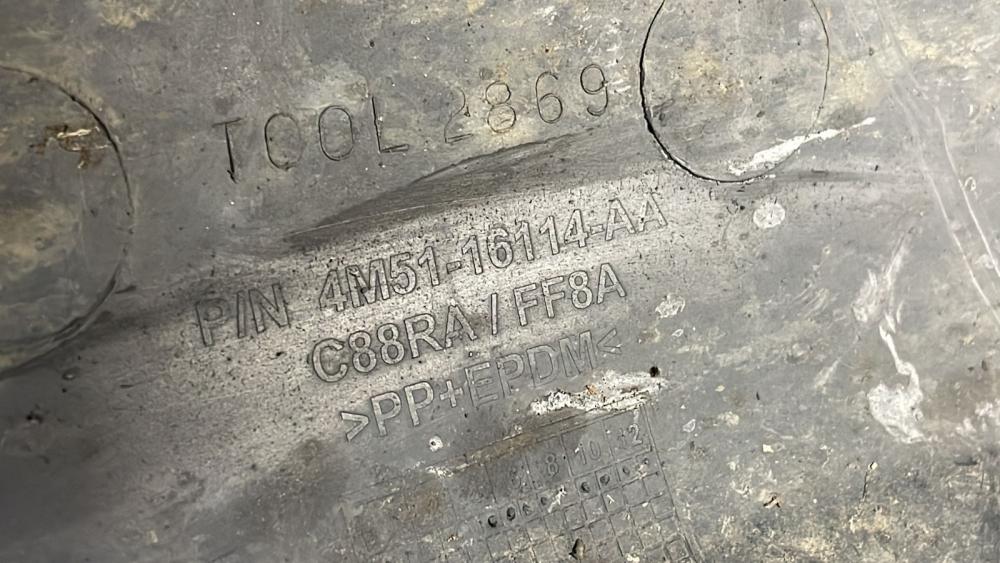 TOOL 2869
P/N 4M51-16114-AA
C88RA / FF8A
>PP+EPDM<
8 10 12